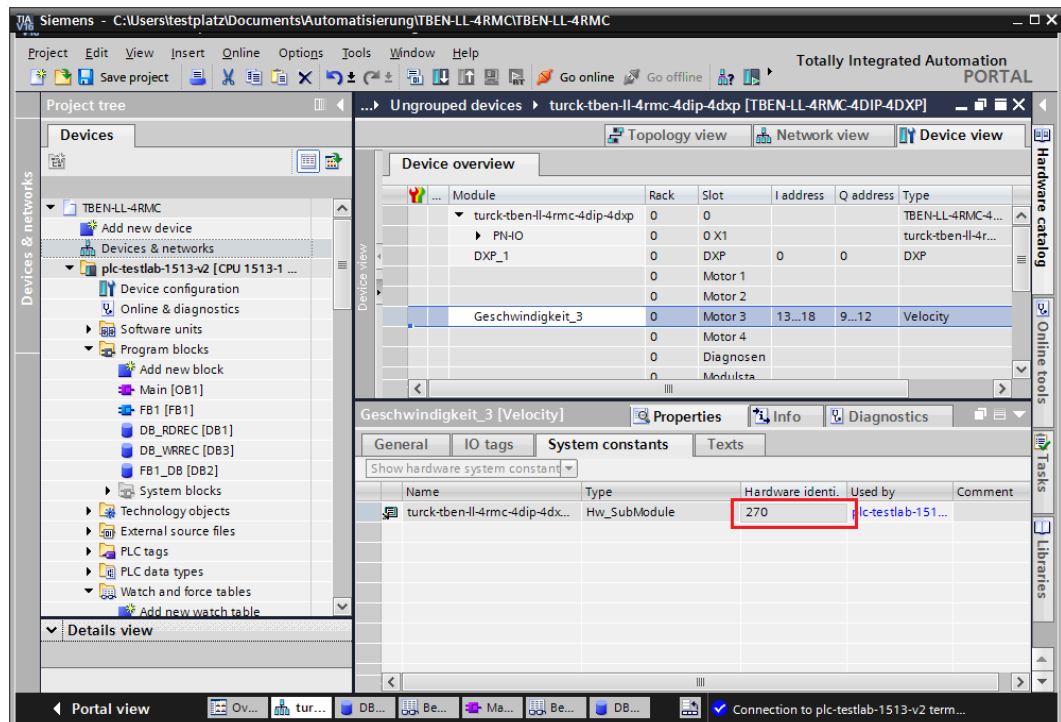 Siemens - C:\Users\testplatz\Documents\Automatisierung\TBEN-LL-4RMC\TBEN-LL-4RMC
Project Edit View Insert Online Options Tools Window Help
Totally Integrated Automation
PORTAL
Save project Go online Go offline
Project tree
...▸ Ungrouped devices ▸ turck-tben-ll-4rmc-4dip-4dxp [TBEN-LL-4RMC-4DIP-4DXP]
Devices
Topology view Network view Device view
Device overview
... Module Rack Slot I address Q address Type
turck-tben-ll-4rmc-4dip-4dxp 0 0 TBEN-LL-4RMC-4...
PN-IO 0 0 X1 turck-tben-ll-4r...
DXP_1 0 DXP 0 0 DXP
0 Motor 1
0 Motor 2
Geschwindigkeit_3 0 Motor 3 13...18 9...12 Velocity
0 Motor 4
0 Diagnosen
0 Modulsta
TBEN-LL-4RMC
Add new device
Devices & networks
plc-testlab-1513-v2 [CPU 1513-1 ...
Device configuration
Online & diagnostics
Software units
Program blocks
Add new block
Main [OB1]
FB1 [FB1]
DB_RDREC [DB1]
DB_WRREC [DB3]
FB1_DB [DB2]
System blocks
Technology objects
External source files
PLC tags
PLC data types
Watch and force tables
Add new watch table
Details view
Devices & networks
Device view
Geschwindigkeit_3 [Velocity]
Properties Info Diagnostics
General IO tags System constants Texts
Show hardware system constant
Name Type Hardware identi. Used by Comment
turck-tben-ll-4rmc-4dip-4dx... Hw_SubModule 270 plc-testlab-151...
Hardware catalog
Online tools
Tasks
Libraries
Portal view Ov... tur... DB... Be... Ma... Be... DB... Connection to plc-testlab-1513-v2 term...